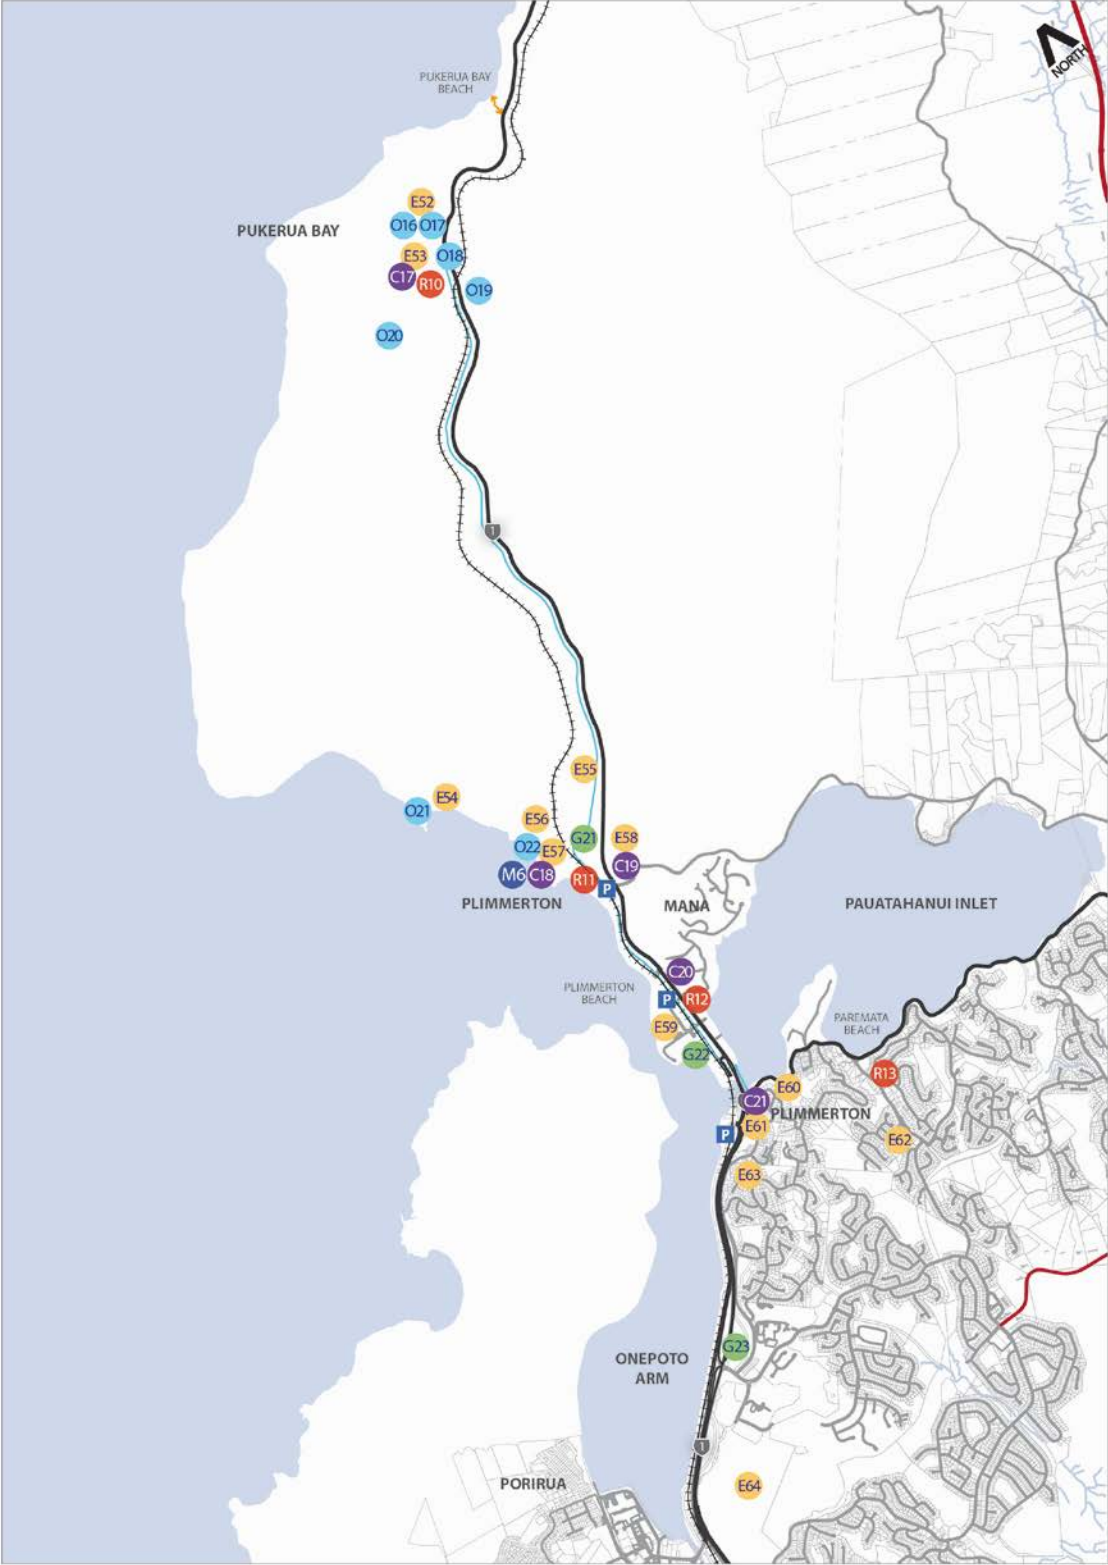 NORTH
PUKERUA BAY
BEACH
E52
O16
O17
PUKERUA BAY
E53
O18
C17
R10
O19
O20
1
E55
E54
O21
E56
G21
E58
O22
E57
C19
M6
C18
R11
P
PLIMMERTON
MANA
PAUATAHANUI INLET
C20
PLIMMERTON
BEACH
P
R12
PAREMATA
BEACH
E59
G22
R13
E60
C21
PLIMMERTON
E61
P
E62
E63
G23
ONEPOTO
ARM
1
PORIRUA
E64